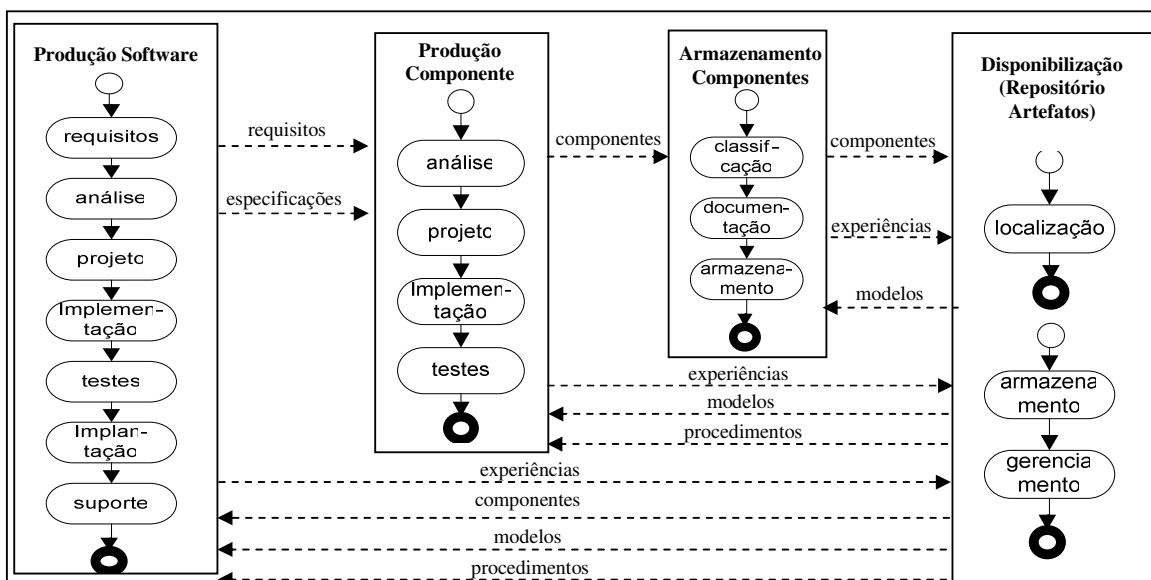 Produção Software
requisitos
análise
projeto
Implemen-
tação
testes
Implan-
tação
suporte
requisitos
especificações
Produção
Componente
análise
projeto
Implemen-
tação
testes
componentes
Armazenamento
Componentes
classifi-
cação
documen-
tação
armazena-
mento
componentes
experiências
modelos
Disponibilização
(Repositório
Artefatos)
localização
armazena
mento
gerencia
mento
experiências
modelos
procedimentos
experiências
componentes
modelos
procedimentos